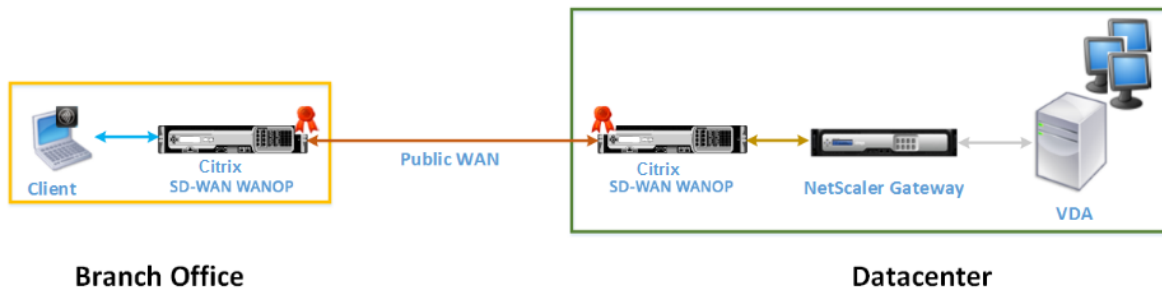 Client
Citrix
SD-WAN WANOP
Public WAN
Citrix
SD-WAN WANOP
NetScaler Gateway
VDA
Branch Office
Datacenter